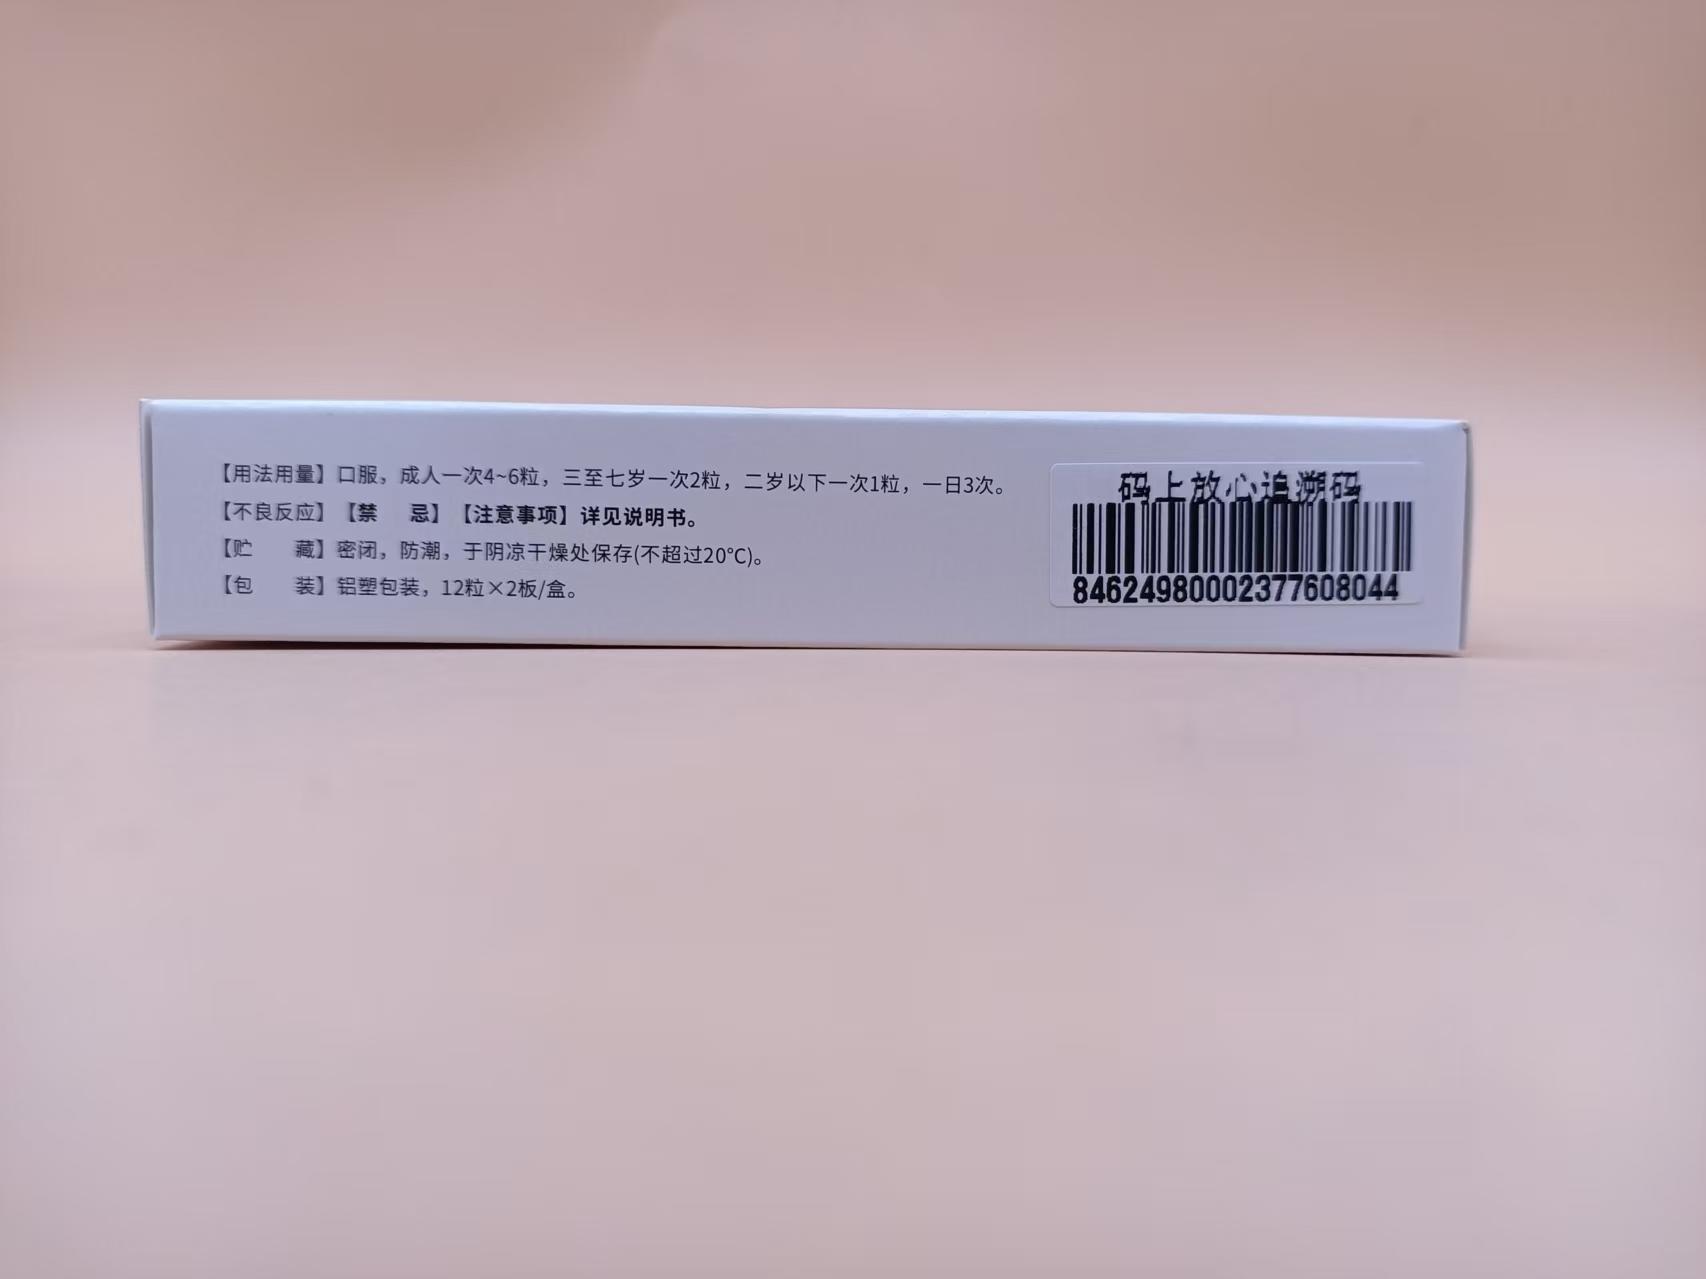 【用法用量】口服，成人一次4~6粒，三至七岁一次2粒，二岁以下一次1粒，一日3次。
【不良反应】【禁 忌】【注意事项】详见说明书。
【贮 藏】密闭，防潮，于阴凉干燥处保存(不超过20℃)。
【包 装】铝塑包装，12粒×2板/盒。
码上放心追溯码
84624980002377608044